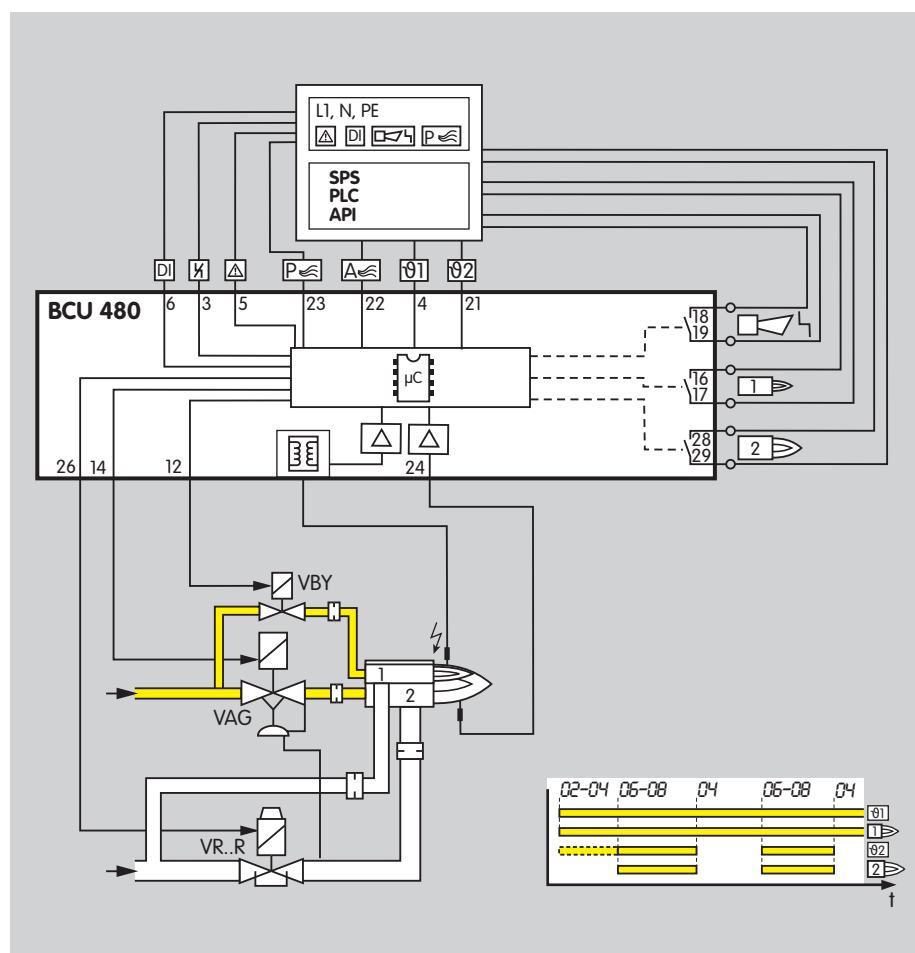 L1, N, PE
DI
P
SPS
PLC
API
DI
P
A
ϑ1
ϑ2
6
3
5
23
22
4
21
BCU 480
18
19
µC
16
17
1
28
29
2
26
14
12
24
VBY
1
2
VAG
VR..R
02-04 06-08 04 06-08 04
ϑ1
1
ϑ2
2
t